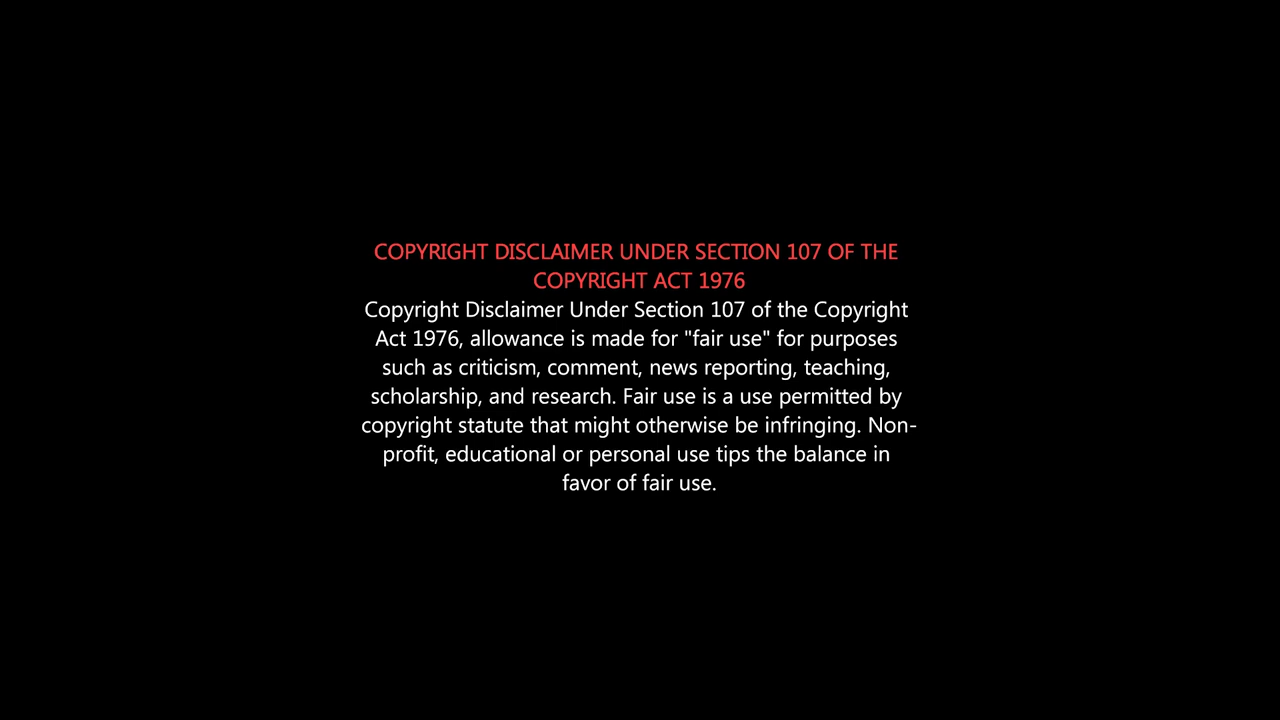 COPYRIGHT DISCLAIMER UNDER SECTION 107 OF THE
COPYRIGHT ACT 1976
Copyright Disclaimer Under Section 107 of the Copyright
Act 1976, allowance is made for "fair use" for purposes
such as criticism, comment, news reporting, teaching,
scholarship, and research. Fair use is a use permitted by
copyright statute that might otherwise be infringing. Non-
profit, educational or personal use tips the balance in
favor of fair use.